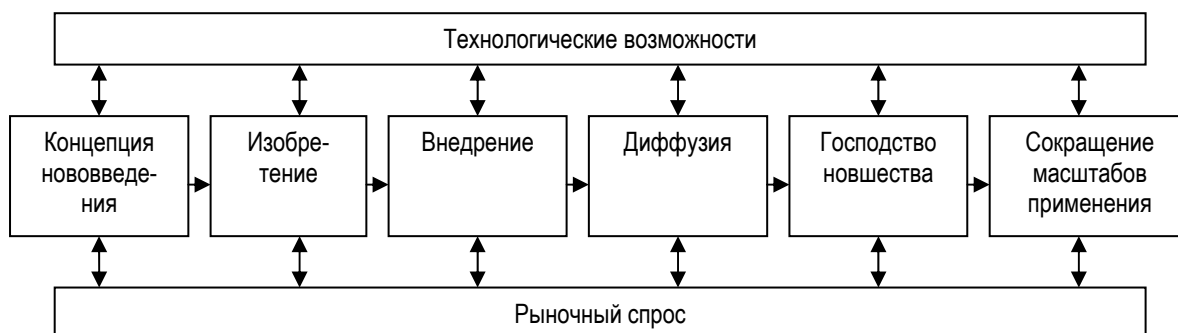 Технологические возможности
Концепция
нововведе-
ния
Изобре-
тение
Внедрение
Диффузия
Господство
новшества
Сокращение
масштабов
применения
Рыночный спрос